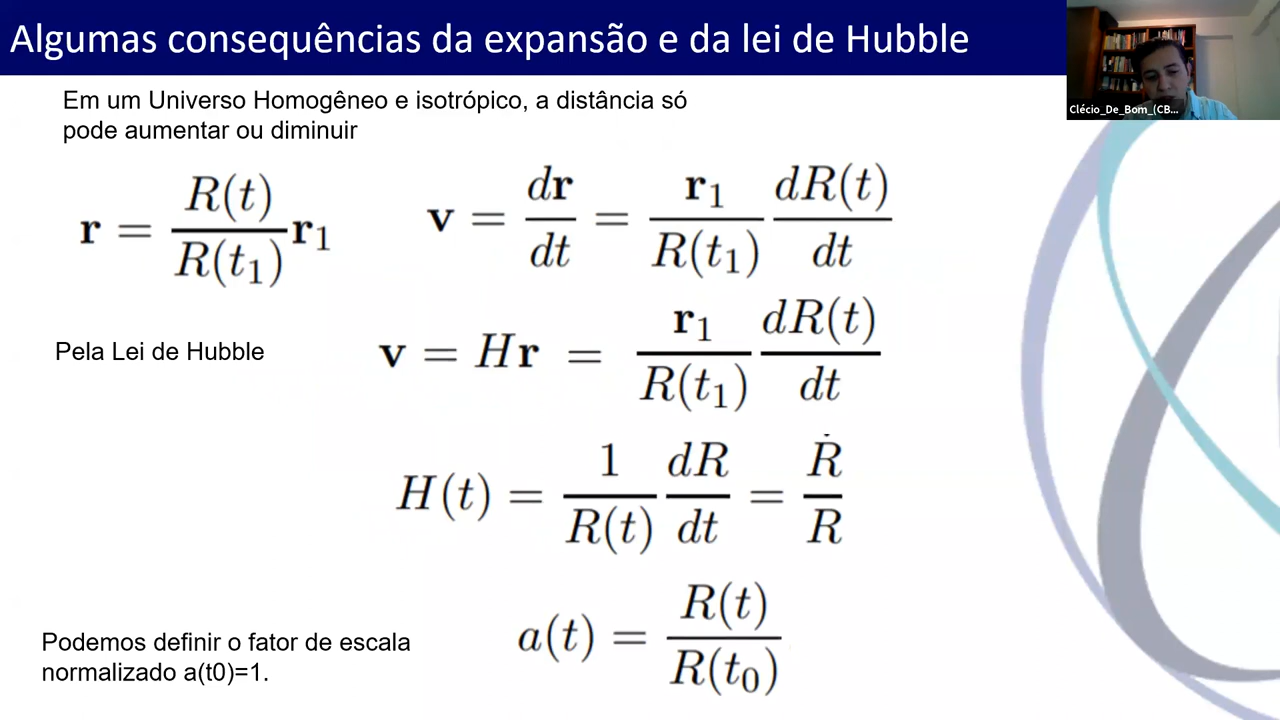 Algumas consequências da expansão e da lei de Hubble
Clécio_De_Bom_(CB...
Em um Universo Homogêneo e isotrópico, a distância só
pode aumentar ou diminuir
r = R(t)/R(t₁) r₁
v = dr/dt = r₁/R(t₁) dR(t)/dt
Pela Lei de Hubble
v = Hr = r₁/R(t₁) dR(t)/dt
H(t) = 1/R(t) dR/dt = Ṙ/R
Podemos definir o fator de escala
normalizado a(t0)=1.
a(t) = R(t)/R(t₀)